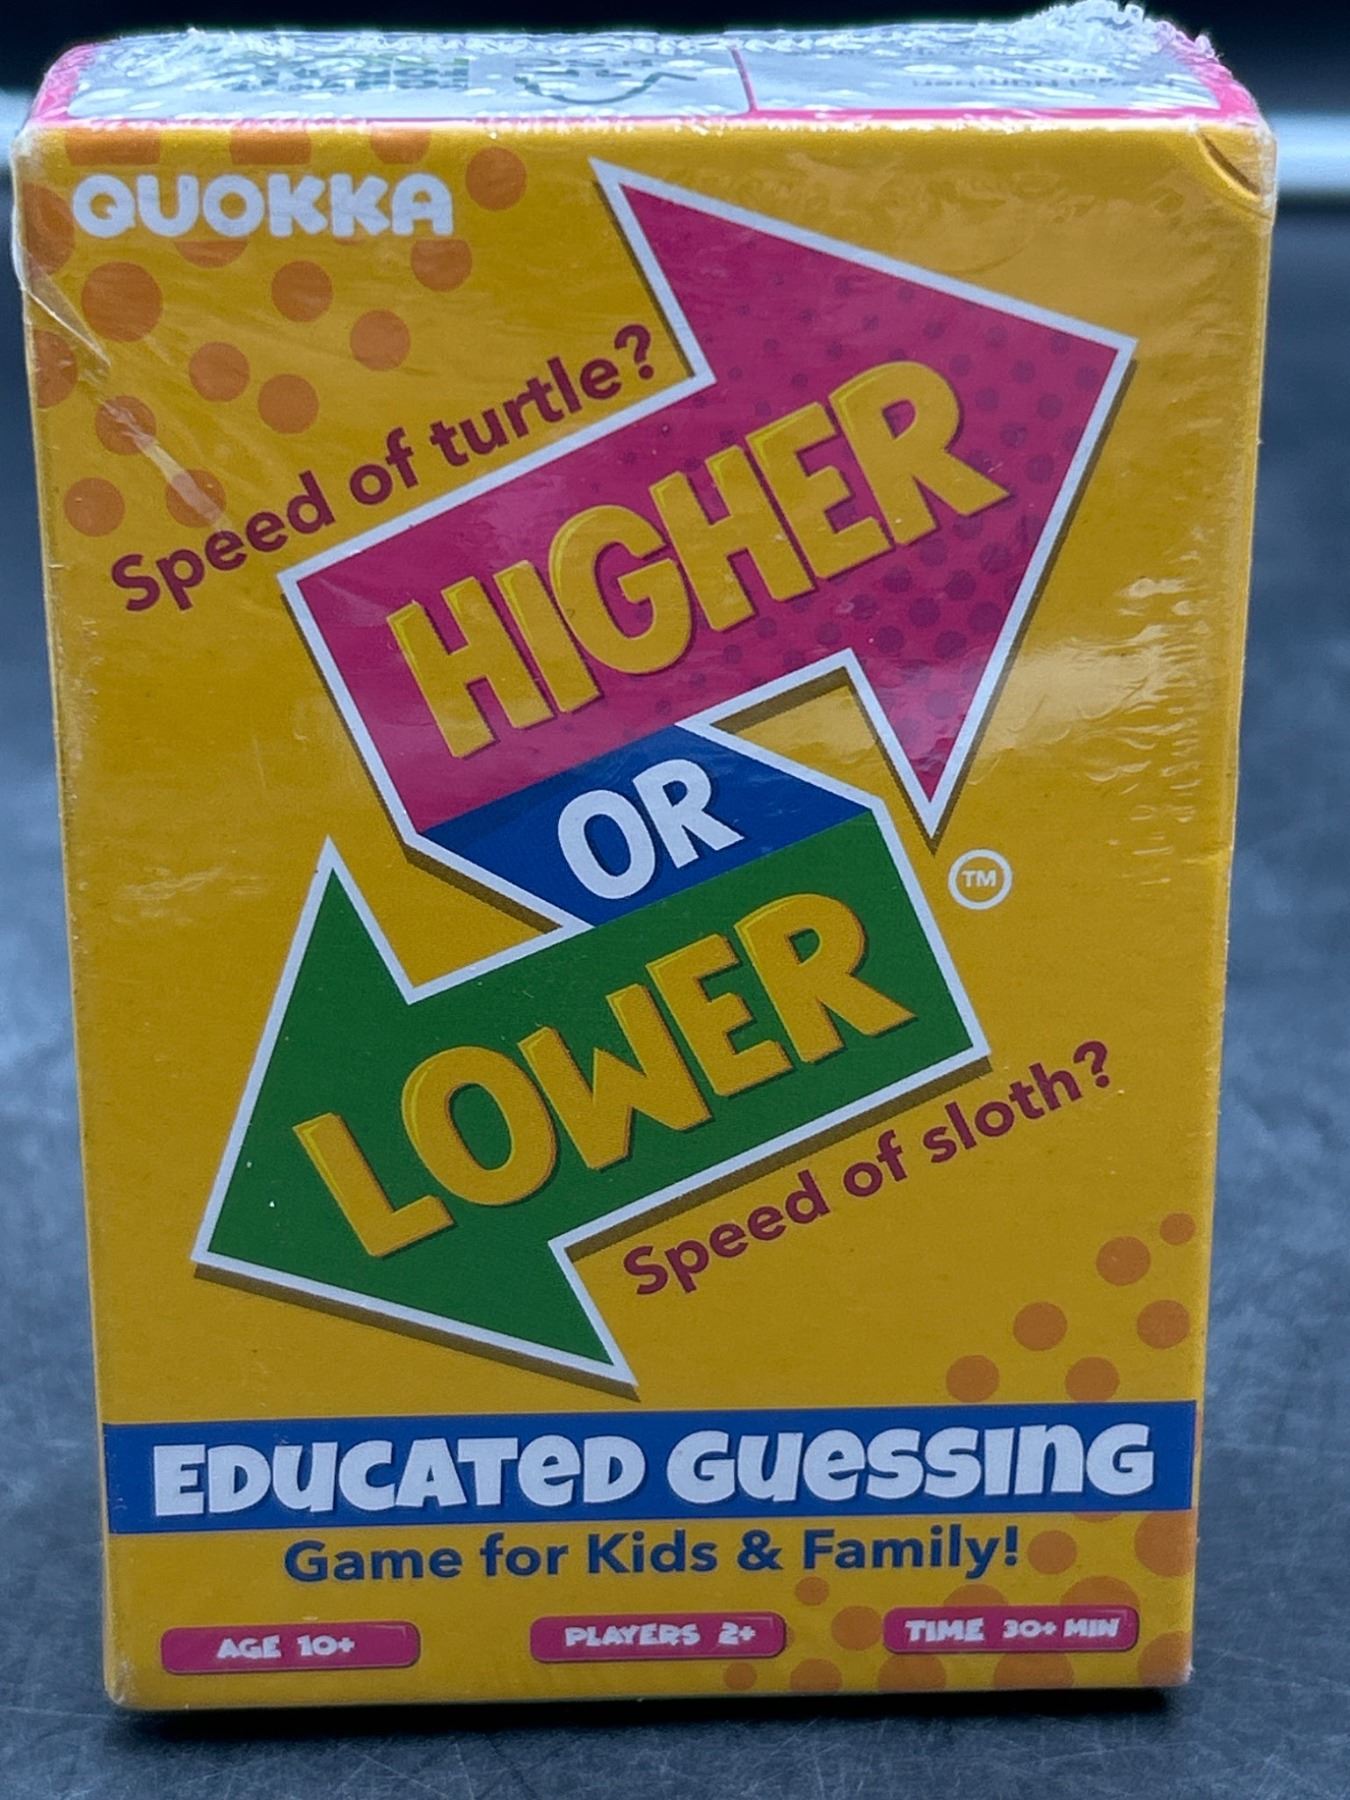 QUOKKA
Speed of turtle?
HIGHER
OR
LOWER
TM
Speed of sloth?
EDUCATED GUESSING
Game for Kids & Family!
AGE 10+
PLAYERS 2+
TIME 30+ MIN